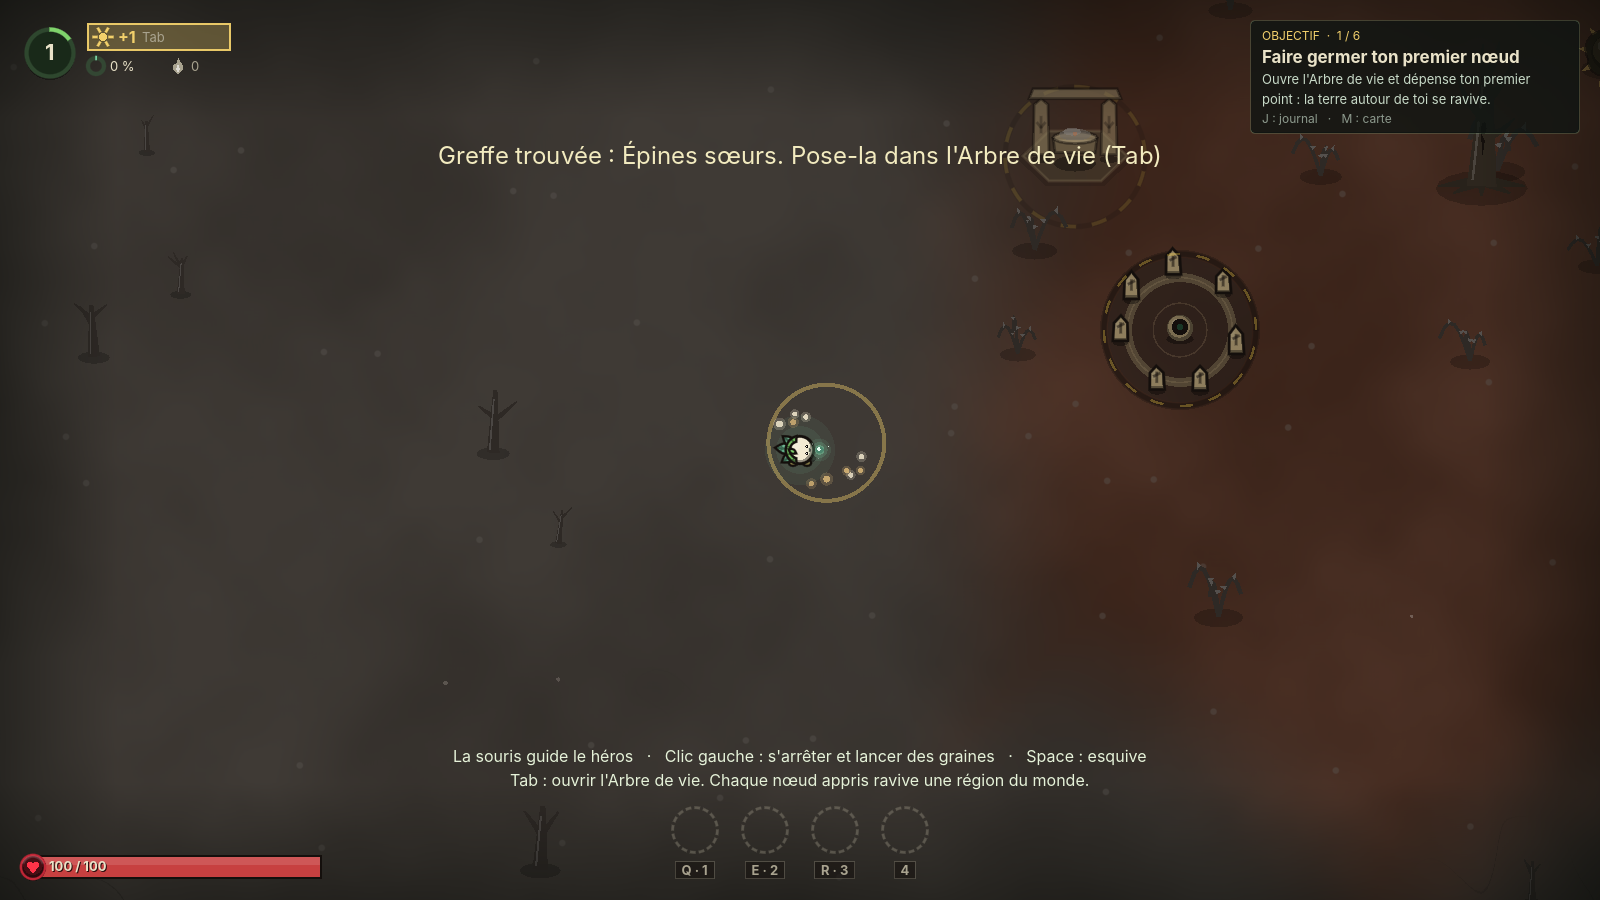 1
+1 Tab
0 % 0
OBJECTIF · 1 / 6
Faire germer ton premier nœud
Ouvre l'Arbre de vie et dépense ton premier
point : la terre autour de toi se ravive.
J : journal · M : carte
Greffe trouvée : Épines sœurs. Pose-la dans l'Arbre de vie (Tab)
La souris guide le héros · Clic gauche : s'arrêter et lancer des graines · Space : esquive
Tab : ouvrir l'Arbre de vie. Chaque nœud appris ravive une région du monde.
100 / 100
Q · 1 E · 2 R · 3 4